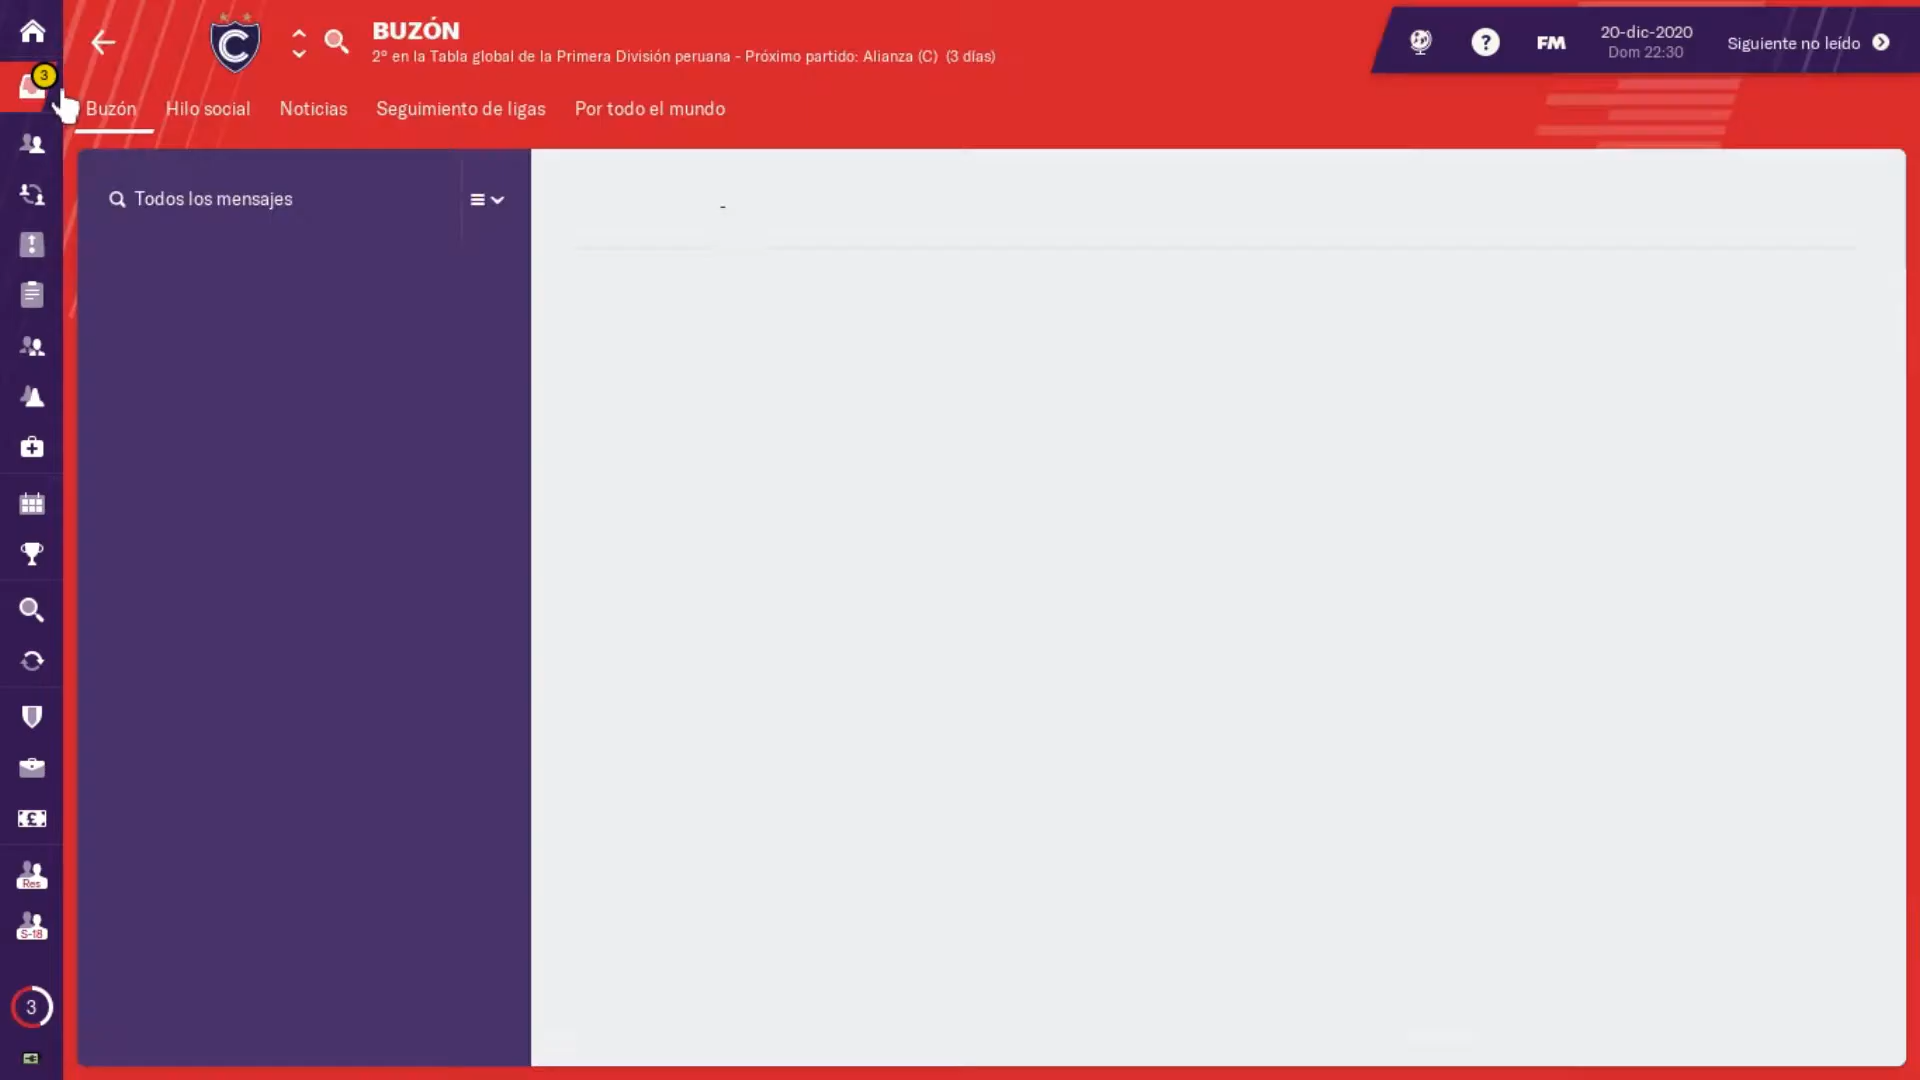 BUZÓN
2º en la Tabla global de la Primera División peruana - Próximo partido: Alianza (C) (3 días)
? FM
20-dic-2020
Dom 22:30
Siguiente no leído
3
Buzón Hilo social Noticias Seguimiento de ligas Por todo el mundo
Todos los mensajes
-
£
Res
S-18
3